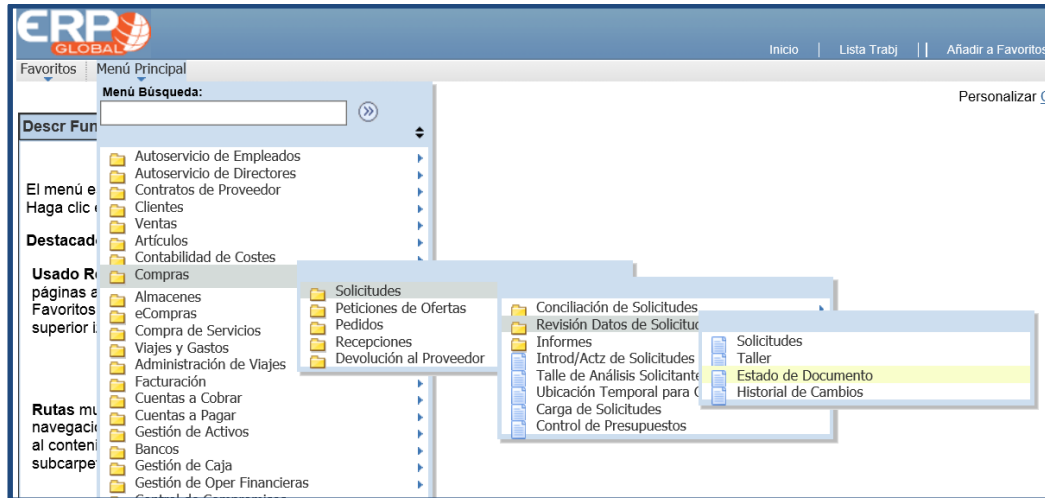 ERP
GLOBAL
Inicio | Lista Trabj || Añadir a Favoritos
Favoritos Menú Principal
Personalizar
Menú Búsqueda:
Descr Fun
El menú e
Haga clic
Destacad
Usado R
páginas a
Favoritos
superior i
Rutas mu
navegaci
al conteni
subcarpe
Autoservicio de Empleados
Autoservicio de Directores
Contratos de Proveedor
Clientes
Ventas
Artículos
Contabilidad de Costes
Compras
Almacenes
eCompras
Compra de Servicios
Viajes y Gastos
Administración de Viajes
Facturación
Cuentas a Cobrar
Cuentas a Pagar
Gestión de Activos
Bancos
Gestión de Caja
Gestión de Oper Financieras
Solicitudes
Peticiones de Ofertas
Pedidos
Recepciones
Devolución al Proveedor
Conciliación de Solicitudes
Revisión Datos de Solicitud
Informes
Introd/Actz de Solicitudes
Talle de Análisis Solicitante
Ubicación Temporal para
Carga de Solicitudes
Control de Presupuestos
Solicitudes
Taller
Estado de Documento
Historial de Cambios